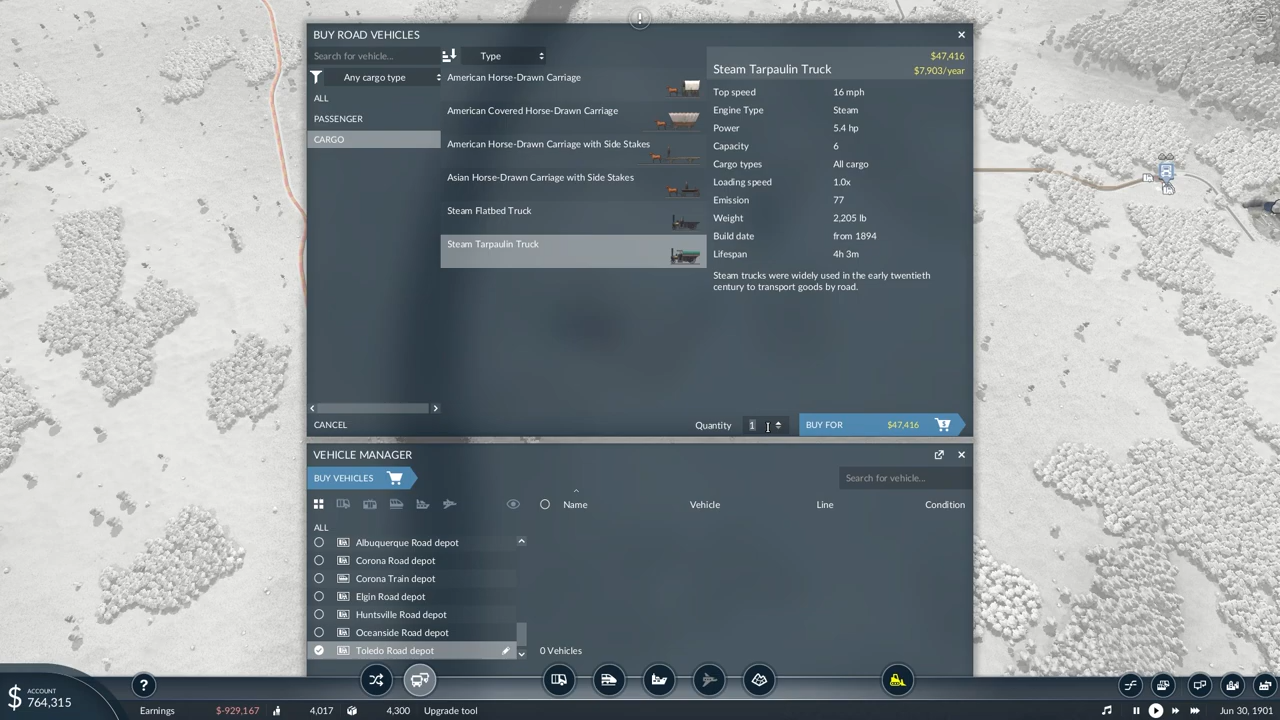 BUY ROAD VEHICLES
Search for vehicle...
Type
Any cargo type
ALL
PASSENGER
CARGO
American Horse-Drawn Carriage
American Covered Horse-Drawn Carriage
American Horse-Drawn Carriage with Side Stakes
Asian Horse-Drawn Carriage with Side Stakes
Steam Flatbed Truck
Steam Tarpaulin Truck
$47,416
Steam Tarpaulin Truck
$7,903/year
Top speed 16 mph
Engine Type Steam
Power 5.4 hp
Capacity 6
Cargo types All cargo
Loading speed 1.0x
Emission 77
Weight 2,205 lb
Build date from 1894
Lifespan 4h 3m
Steam trucks were widely used in the early twentieth
century to transport goods by road.
CANCEL
Quantity 1
BUY FOR $47,416
VEHICLE MANAGER
BUY VEHICLES
Search for vehicle...
Name Vehicle Line Condition
ALL
Albuquerque Road depot
Corona Road depot
Corona Train depot
Elgin Road depot
Huntsville Road depot
Oceanside Road depot
Toledo Road depot
0 Vehicles
$ ACCOUNT
764,315
?
Earnings $-929,167 4,017 4,300 Upgrade tool
Jun 30, 1901